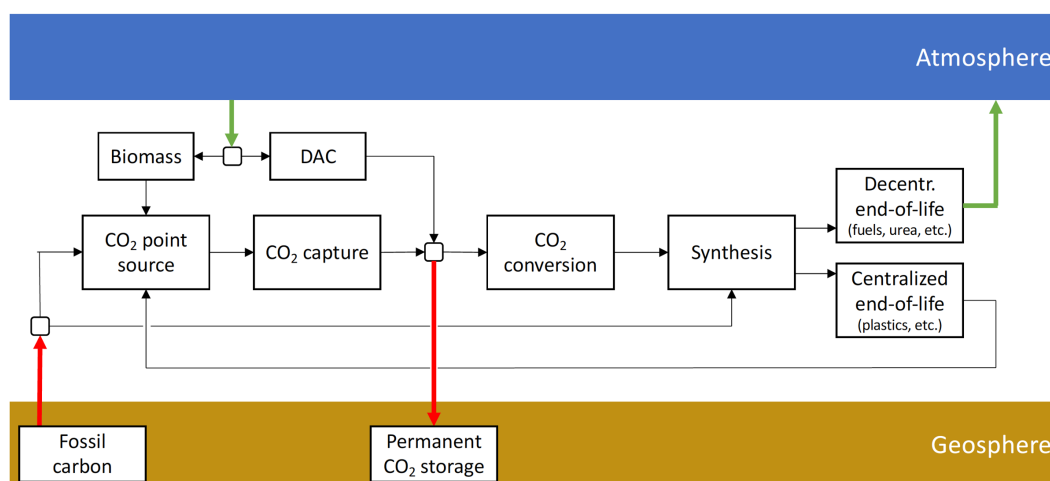 Atmosphere
Biomass
DAC
Decentr.
end-of-life
(fuels, urea, etc.)
CO₂ point
source
CO₂ capture
CO₂
conversion
Synthesis
Centralized
end-of-life
(plastics, etc.)
Fossil
carbon
Permanent
CO₂ storage
Geosphere